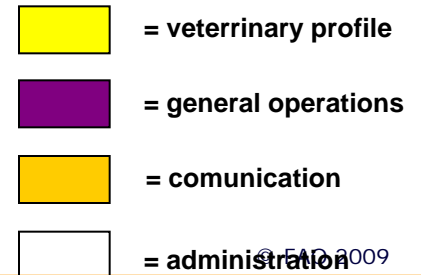 = veterrinary profile
= general operations
= comunication
= administration
© FAO 2009